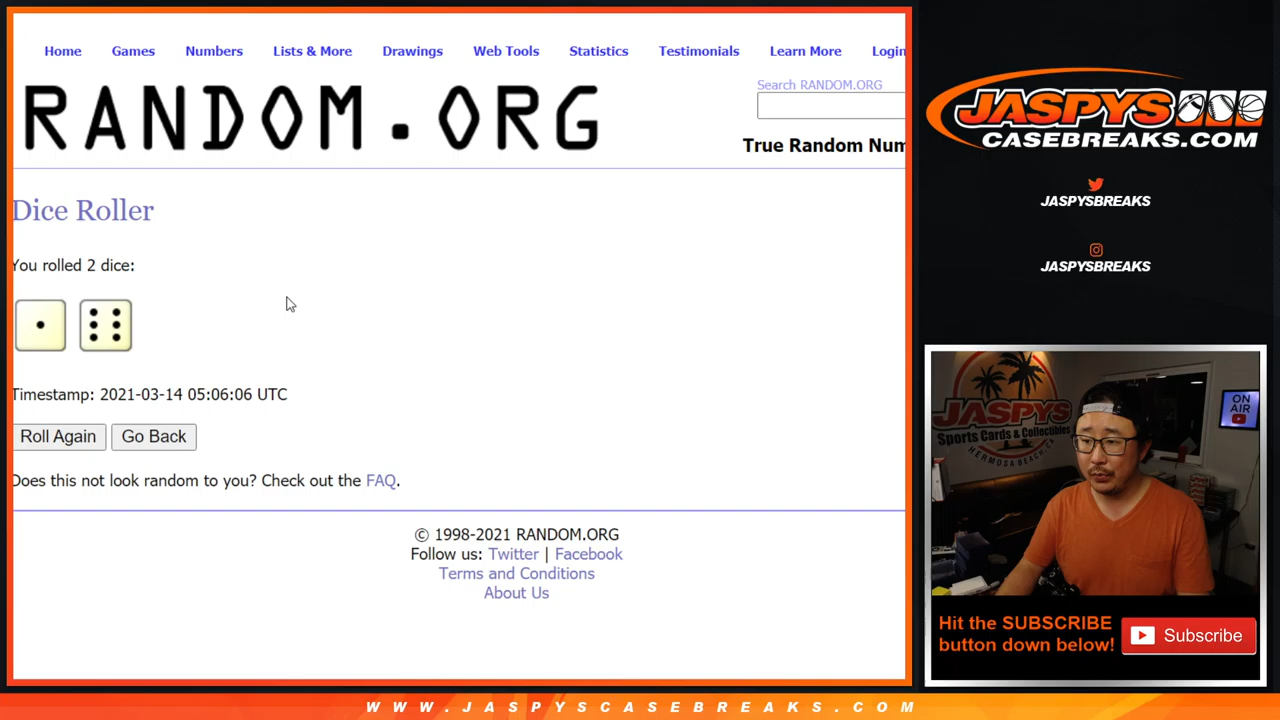 Home Games Numbers Lists & More Drawings Web Tools Statistics Testimonials Learn More Login
RANDOM.ORG
Search RANDOM.ORG
True Random Num
Dice Roller
You rolled 2 dice:
Timestamp: 2021-03-14 05:06:06 UTC
Roll Again Go Back
Does this not look random to you? Check out the FAQ.
© 1998-2021 RANDOM.ORG
Follow us: Twitter | Facebook
Terms and Conditions
About Us
JASPYS
CASEBREAKS.COM
JASPYSBREAKS
JASPYSBREAKS
JASPYS
Sports Cards & Collectibles
HERMOSA BEACH, CA
ON
AIR
Hit the SUBSCRIBE
button down below!
Subscribe
WWW.JASPYSCASEBREAKS.COM